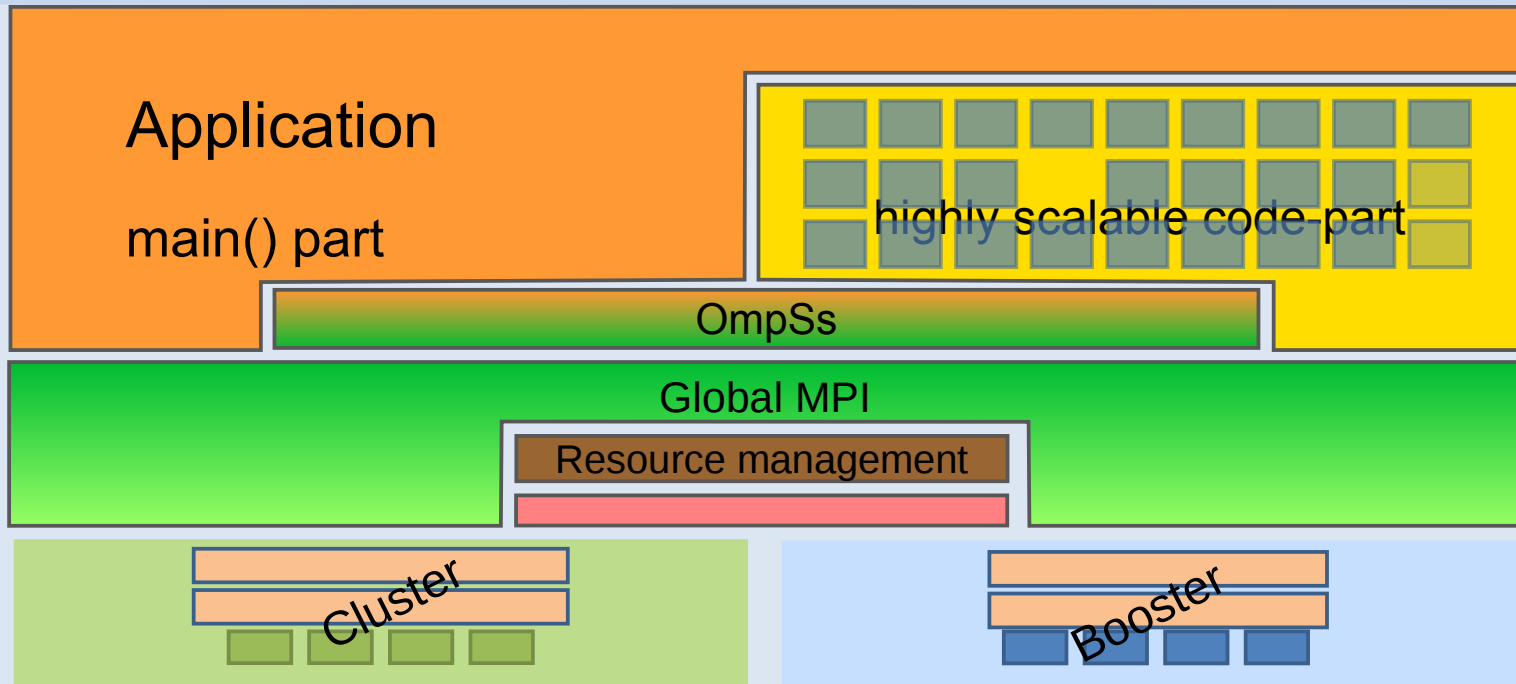 Application
main() part
highly scalable code-part
OmpSs
Global MPI
Resource management
Cluster
Booster